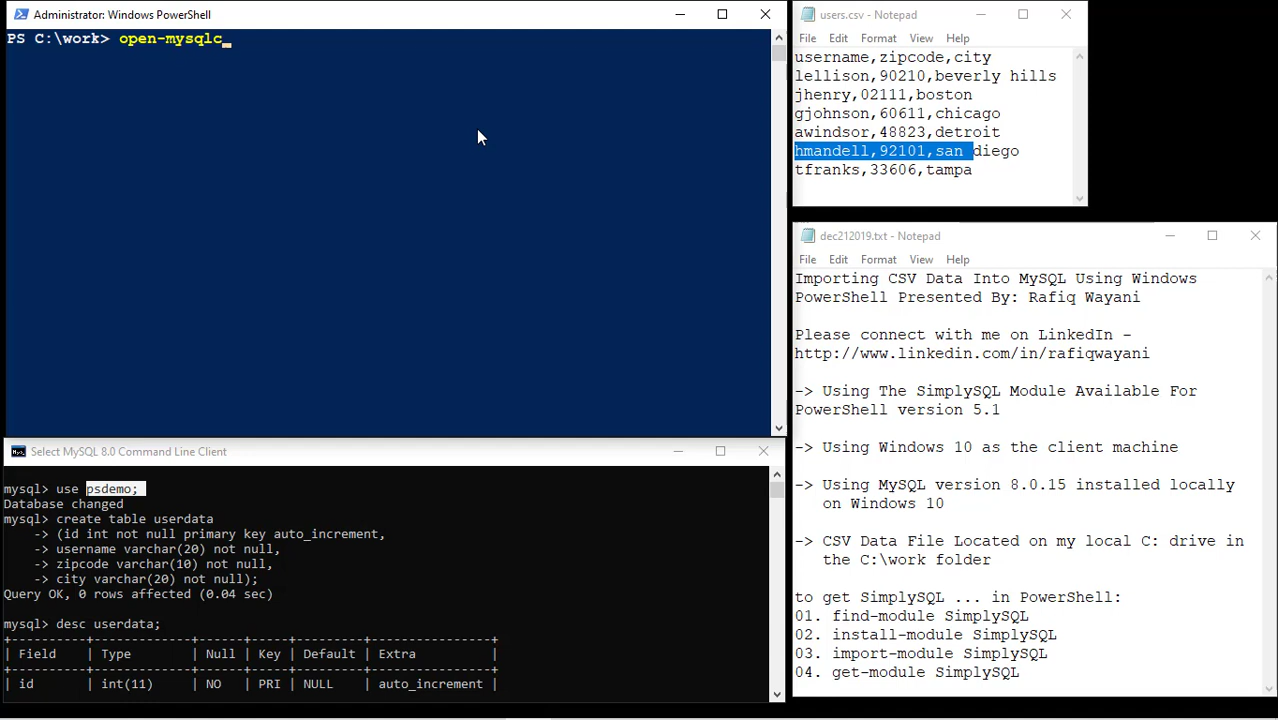 Administrator: Windows PowerShell
PS C:\work> open-mysqlc_
users.csv - Notepad
File Edit Format View Help
username,zipcode,city
lellison,90210,beverly hills
jhenry,02111,boston
gjohnson,60611,chicago
awindsor,48823,detroit
hmandell,92101,san diego
tfranks,33606,tampa
dec212019.txt - Notepad
File Edit Format View Help
Importing CSV Data Into MySQL Using Windows
PowerShell Presented By: Rafiq Wayani
Please connect with me on LinkedIn -
http://www.linkedin.com/in/rafiqwayani
-> Using The SimplySQL Module Available For
PowerShell version 5.1
-> Using Windows 10 as the client machine
-> Using MySQL version 8.0.15 installed locally
on Windows 10
-> CSV Data File Located on my local C: drive in
the C:\work folder
to get SimplySQL ... in PowerShell:
01. find-module SimplySQL
02. install-module SimplySQL
03. import-module SimplySQL
04. get-module SimplySQL
Select MySQL 8.0 Command Line Client
mysql> use psdemo;
Database changed
mysql> create table userdata
-> (id int not null primary key auto_increment,
-> username varchar(20) not null,
-> zipcode varchar(10) not null,
-> city varchar(20) not null);
Query OK, 0 rows affected (0.04 sec)
mysql> desc userdata;
+----------+-------------+------+-----+---------+----------------+
| Field | Type | Null | Key | Default | Extra |
+----------+-------------+------+-----+---------+----------------+
| id | int(11) | NO | PRI | NULL | auto_increment |